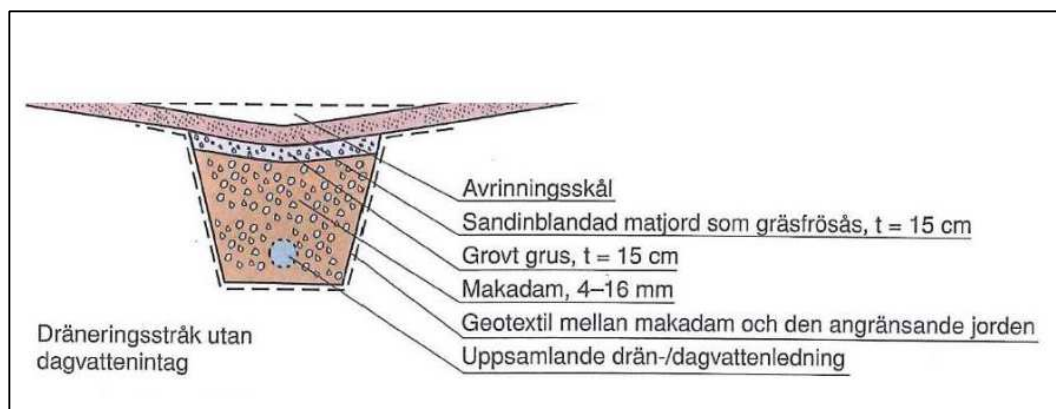 Avrinningsskål
Sandinblandad matjord som gräsfrösås, t = 15 cm
Grovt grus, t = 15 cm
Makadam, 4–16 mm
Geotextil mellan makadam och den angränsande jorden
Uppsamlande drän-/dagvattenledning
Dräneringsstråk utan
dagvattenintag